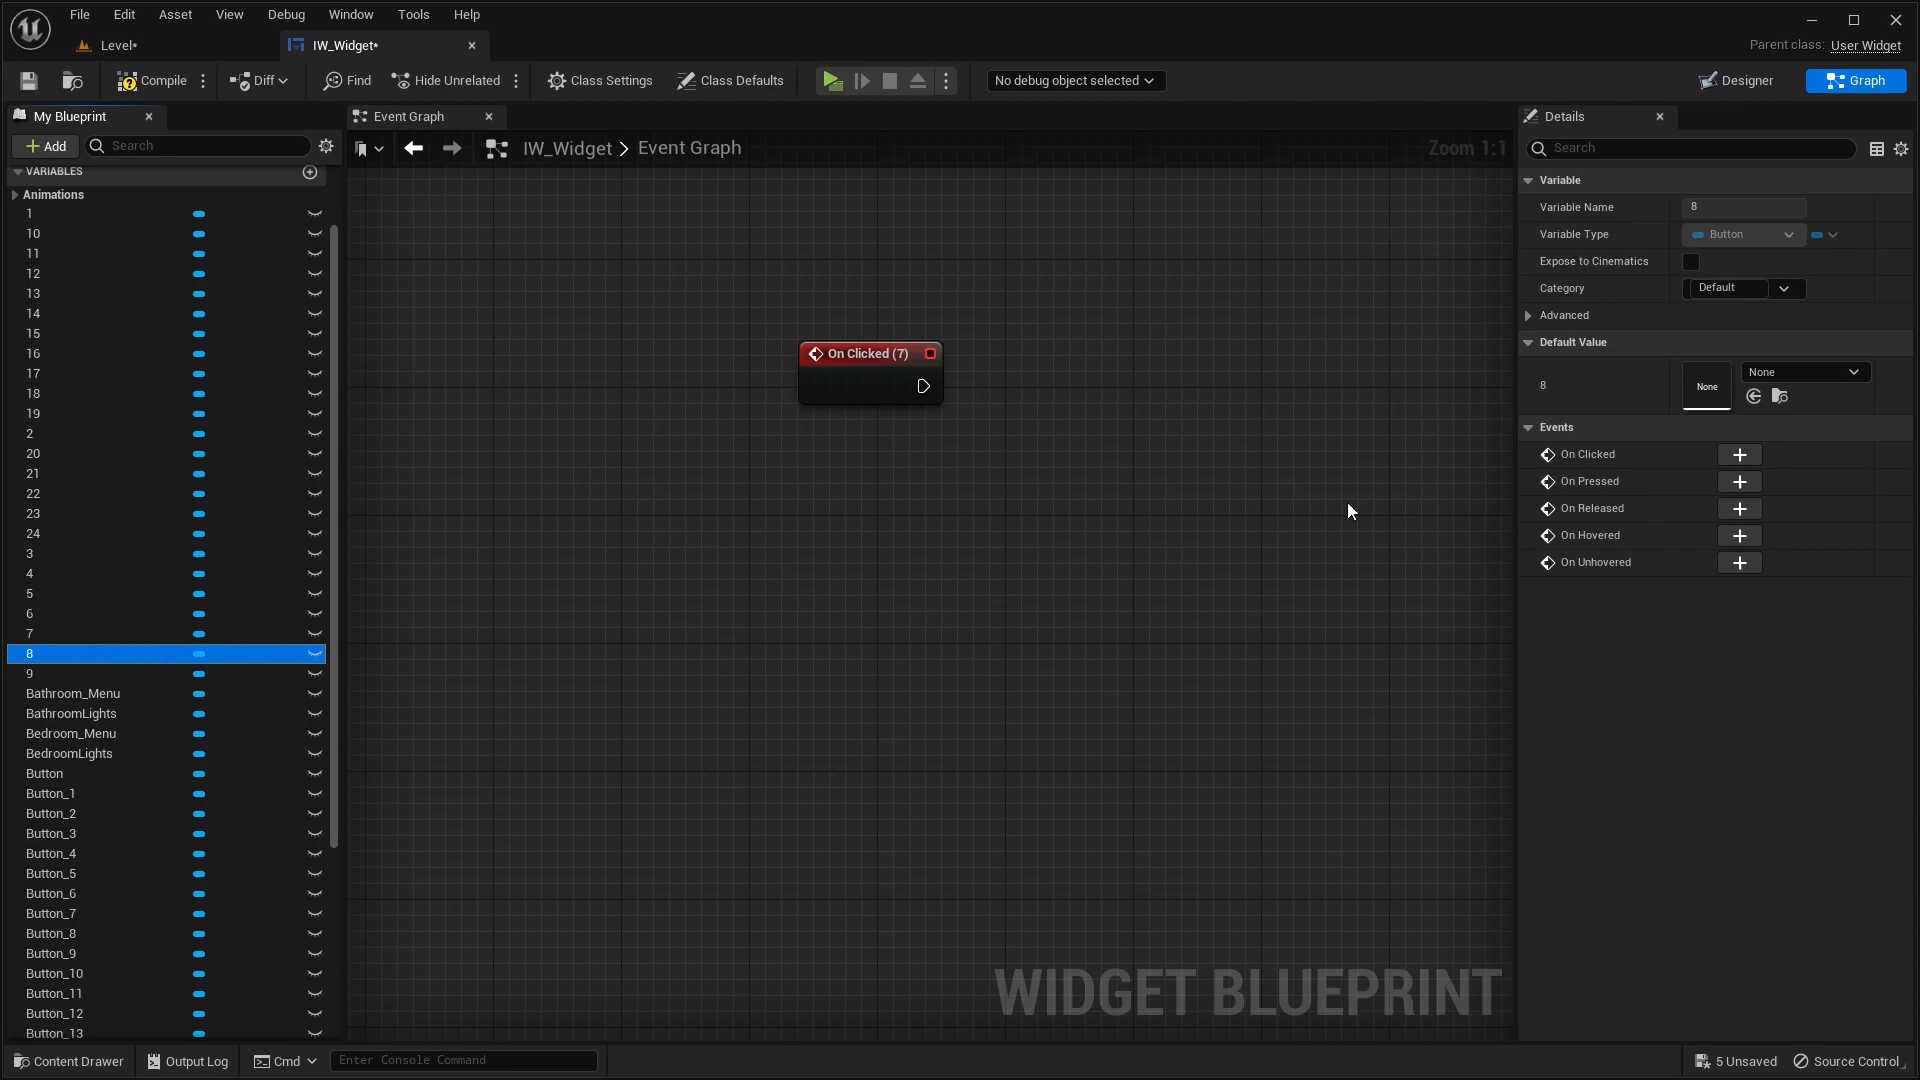 File Edit Asset View Debug Window Tools Help
Level*
IW_Widget*
Parent class: User Widget
Compile
Diff
Find
Hide Unrelated
Class Settings
Class Defaults
No debug object selected
Designer
Graph
My Blueprint
Event Graph
Details
Add
Search
IW_Widget > Event Graph
Zoom 1:1
Search
VARIABLES
Animations
1
10
11
12
13
14
15
16
17
18
19
2
20
21
22
23
24
3
4
5
6
7
8
9
Bathroom_Menu
BathroomLights
Bedroom_Menu
BedroomLights
Button
Button_1
Button_2
Button_3
Button_4
Button_5
Button_6
Button_7
Button_8
Button_9
Button_10
Button_11
Button_12
Button_13
On Clicked (7)
WIDGET BLUEPRINT
Variable
Variable Name 8
Variable Type Button
Expose to Cinematics
Category Default
Advanced
Default Value
8 None None
Events
On Clicked
On Pressed
On Released
On Hovered
On Unhovered
Content Drawer
Output Log
Cmd
Enter Console Command
5 Unsaved
Source Control